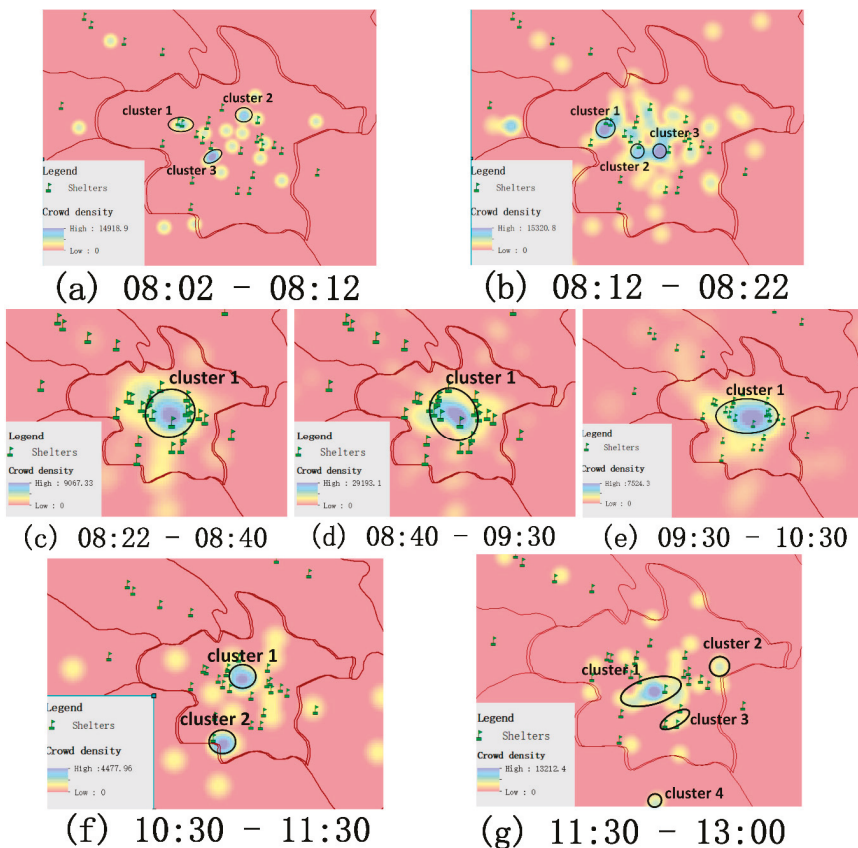 cluster 1
cluster 2
cluster 3
Legend
Shelters
Crowd density
High : 14918.9
Low : 0
(a) 08:02 - 08:12
cluster 1
cluster 3
cluster 2
Legend
Shelters
Crowd density
High : 15320.8
Low : 0
(b) 08:12 - 08:22
cluster 1
Legend
Shelters
Crowd density
High : 9067.33
Low : 0
(c) 08:22 - 08:40
cluster 1
Legend
Shelters
Crowd density
High : 29193.1
Low : 0
(d) 08:40 - 09:30
cluster 1
Legend
Shelters
Crowd density
High :7524.3
Low : 0
(e) 09:30 - 10:30
cluster 1
cluster 2
Legend
Shelters
Crowd density
High :4477.96
Low : 0
(f) 10:30 - 11:30
cluster 2
cluster 1
cluster 3
cluster 4
Legend
Shelters
Crowd density
High : 13212.4
Low : 0
(g) 11:30 - 13:00